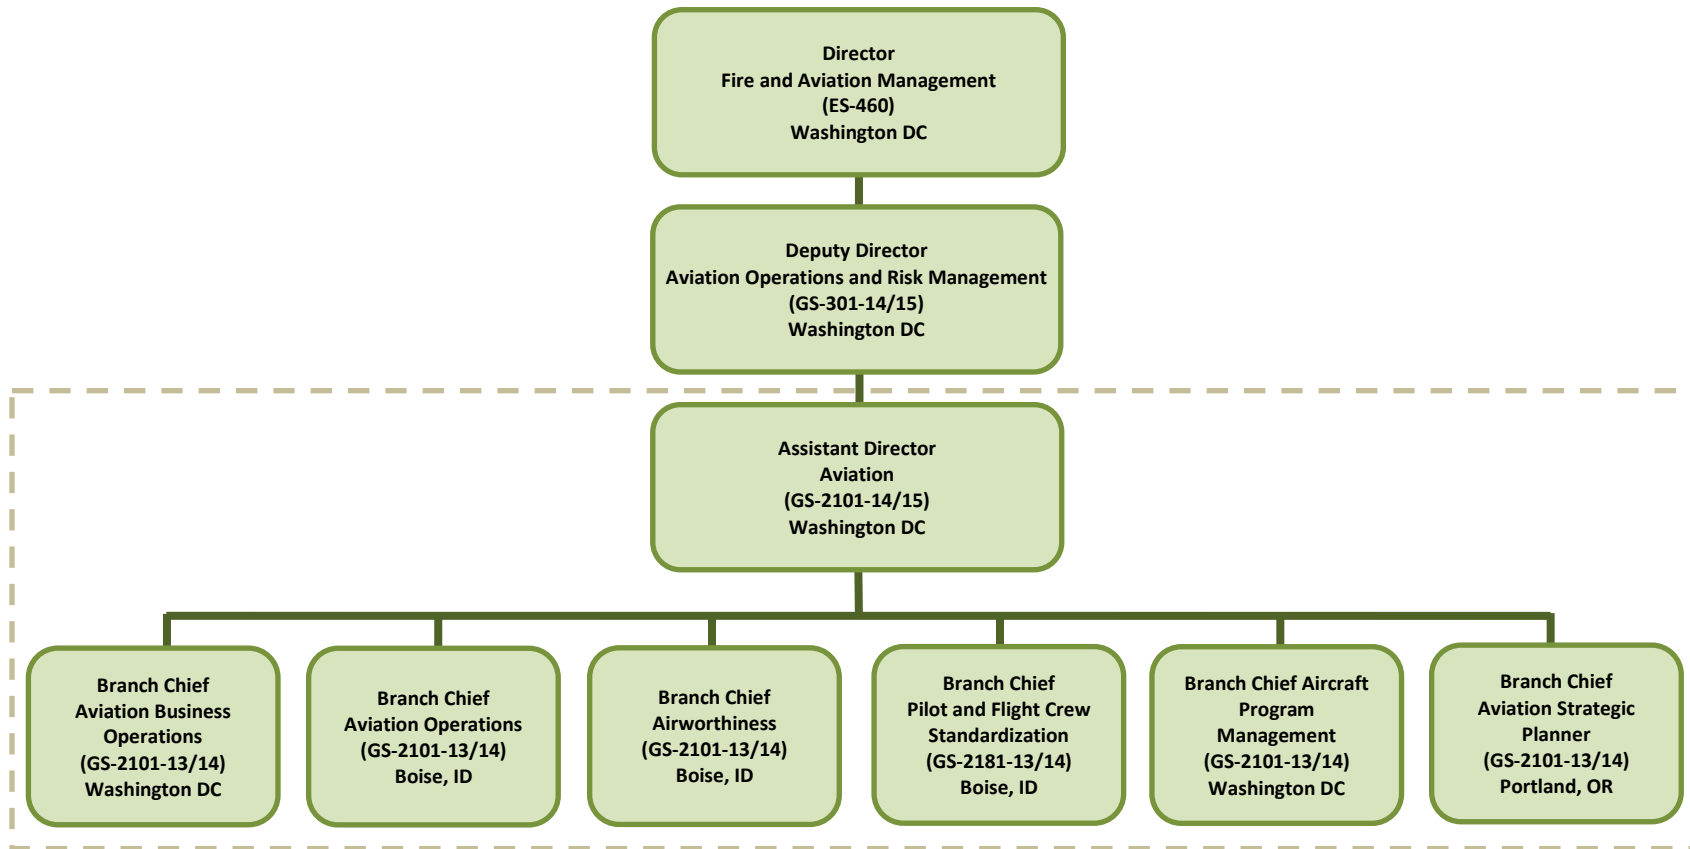 Director
Fire and Aviation Management
(ES-460)
Washington DC
Deputy Director
Aviation Operations and Risk Management
(GS-301-14/15)
Washington DC
Assistant Director
Aviation
(GS-2101-14/15)
Washington DC
Branch Chief
Aviation Business
Operations
(GS-2101-13/14)
Washington DC
Branch Chief
Aviation Operations
(GS-2101-13/14)
Boise, ID
Branch Chief
Airworthiness
(GS-2101-13/14)
Boise, ID
Branch Chief
Pilot and Flight Crew
Standardization
(GS-2181-13/14)
Boise, ID
Branch Chief Aircraft
Program
Management
(GS-2101-13/14)
Washington DC
Branch Chief
Aviation Strategic
Planner
(GS-2101-13/14)
Portland, OR